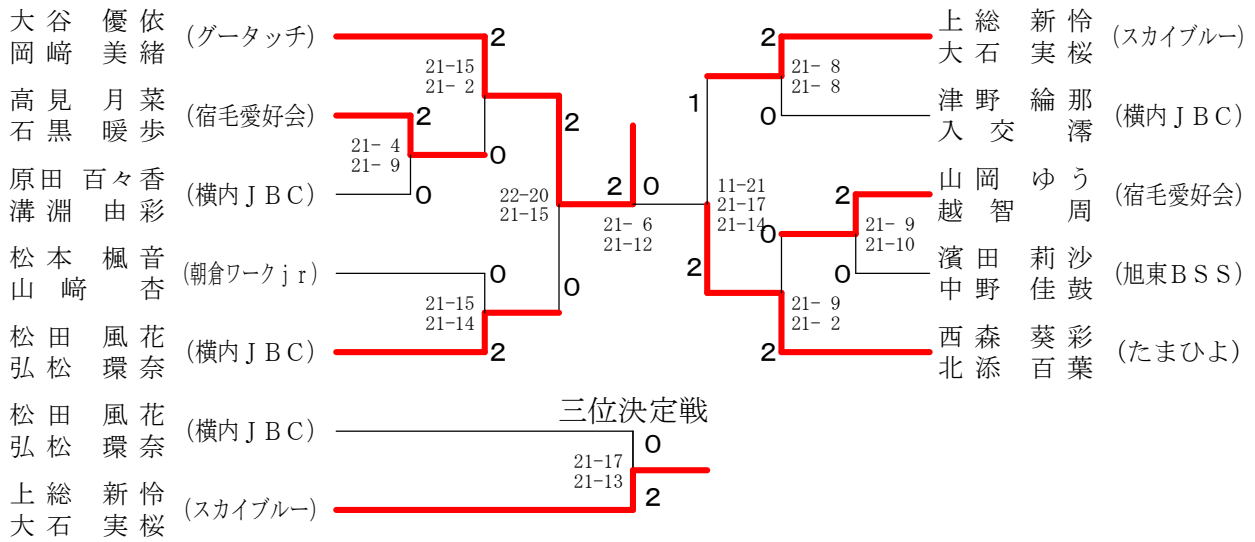 大谷 優依
岡﨑 美緒
(グータッチ)
2
21-15
21- 2
高見 月菜
石黒 暖歩
(宿毛愛好会)
2
0
21- 4
21- 9
原田 百々香
溝淵 由彩
(横内ＪＢＣ)
0
2
22-20
21-15
松本 楓音
山﨑 杏
(朝倉ワークｊｒ)
0
0
21-15
21-14
松田 風花
弘松 環奈
(横内ＪＢＣ)
2
2 0
21- 6
21-12
上総 新怜
大石 実桜
(スカイブルー)
2
21- 8
21- 8
1
津野 綸那
入交 澪
(横内ＪＢＣ)
0
11-21
21-17
21-14
山岡 ゆう
越智 周
(宿毛愛好会)
2
0
21- 9
21-10
濱田 莉沙
中野 佳鼓
(旭東ＢＳＳ)
0
2
21- 9
21- 2
西森 葵彩
北添 百葉
(たまひよ)
2
三位決定戦
松田 風花
弘松 環奈
(横内ＪＢＣ)
0
21-17
21-13
上総 新怜
大石 実桜
(スカイブルー)
2